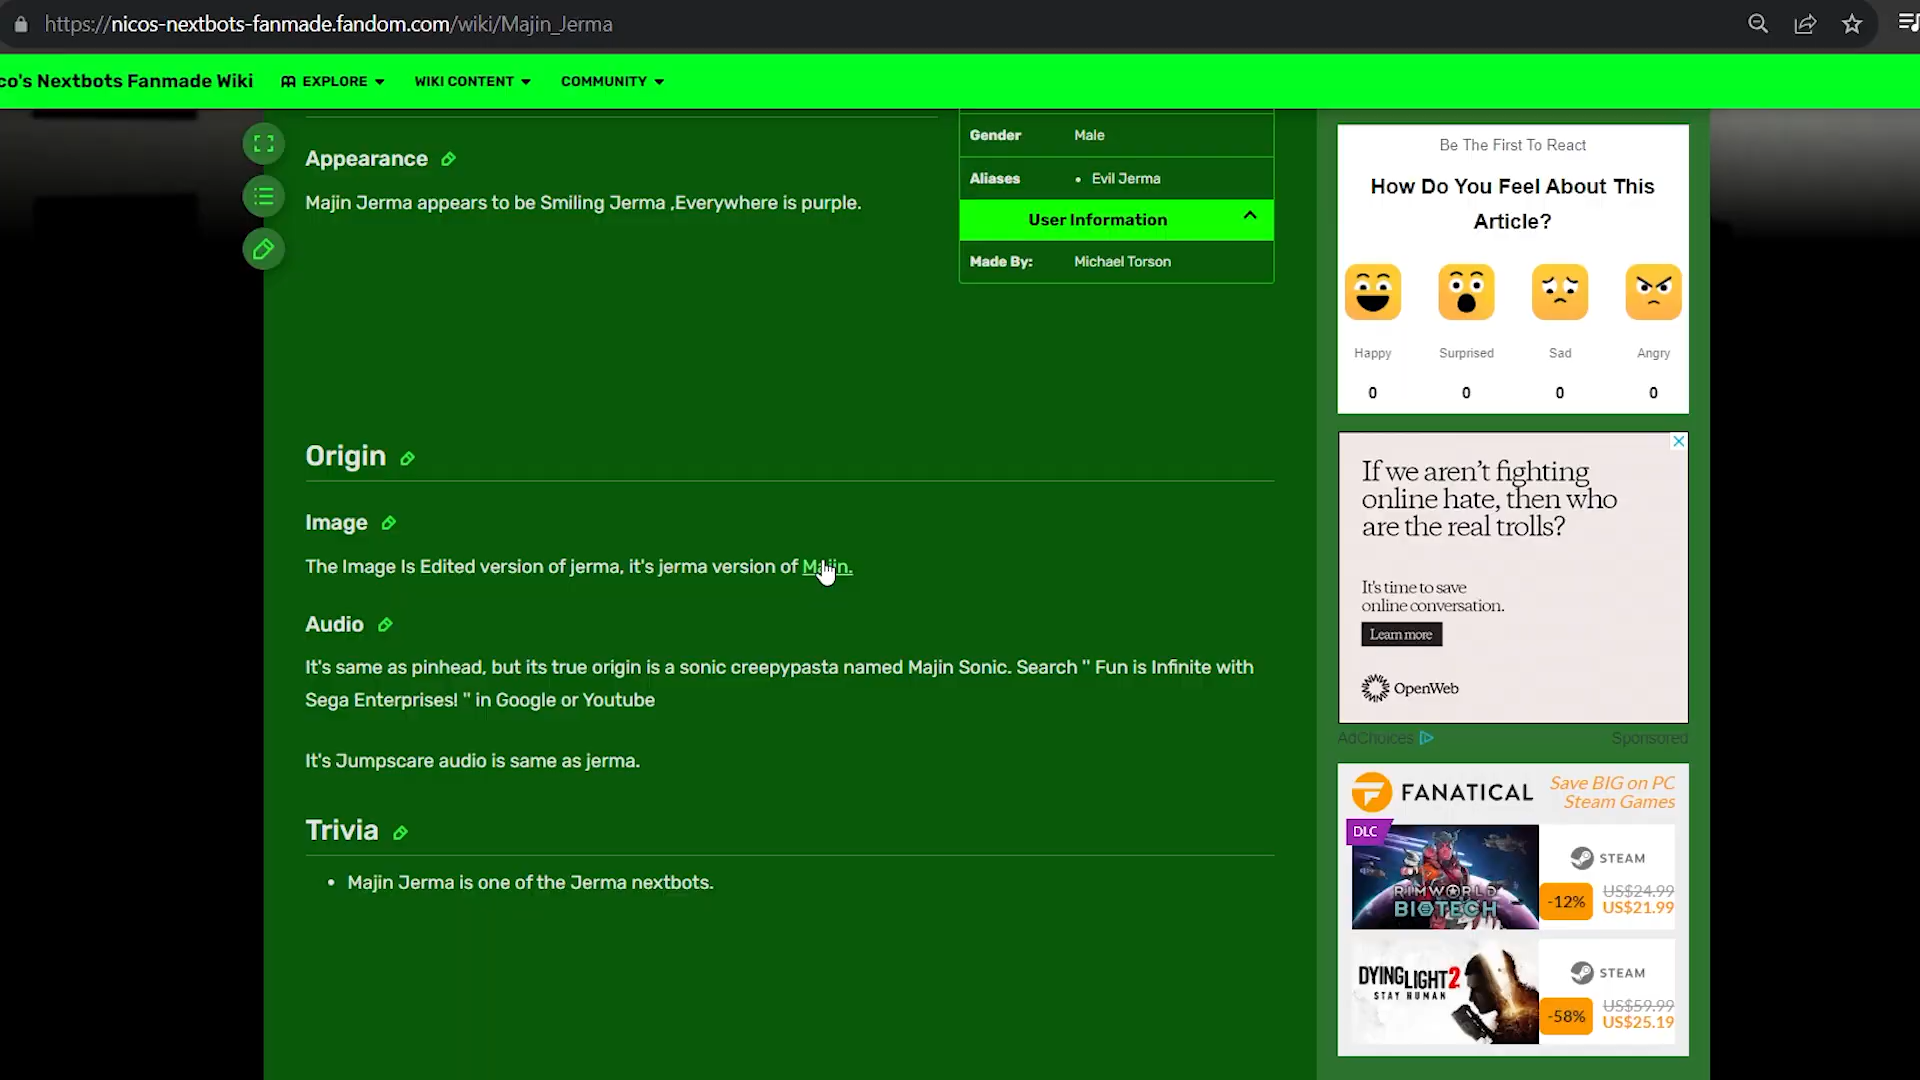 https://nicos-nextbots-fanmade.fandom.com/wiki/Majin_Jerma
co's Nextbots Fanmade Wiki
EXPLORE
WIKI CONTENT
COMMUNITY
Appearance
Majin Jerma appears to be Smiling Jerma ,Everywhere is purple.
Gender Male
Aliases • Evil Jerma
User Information
Made By: Michael Torson
Origin
Image
The Image Is Edited version of jerma, it's jerma version of Majin.
Audio
It's same as pinhead, but its true origin is a sonic creepypasta named Majin Sonic. Search " Fun is Infinite with
Sega Enterprises! " in Google or Youtube
It's Jumpscare audio is same as jerma.
Trivia
• Majin Jerma is one of the Jerma nextbots.
Be The First To React
How Do You Feel About This
Article?
Happy Surprised Sad Angry
0 0 0 0
If we aren't fighting
online hate, then who
are the real trolls?
It's time to save
online conversation.
Learn more
OpenWeb
AdChoices
Sponsored
FANATICAL
Save BIG on PC
Steam Games
DLC
RIMWORLD
BIOTECH
STEAM
-12%
US$24.99
US$21.99
DYING LIGHT 2
STAY HUMAN
STEAM
-58%
US$59.99
US$25.19